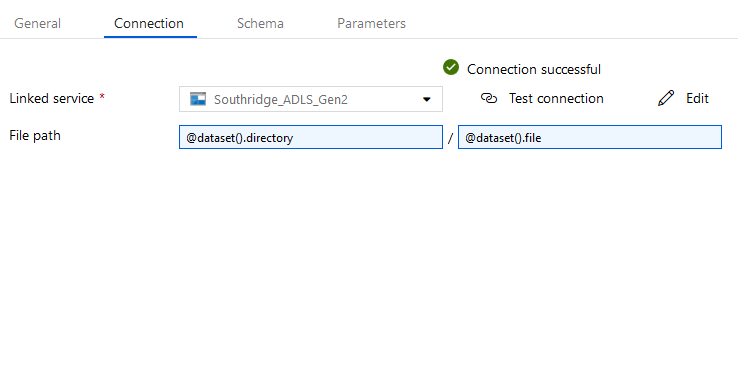 General Connection Schema Parameters
Connection successful
Linked service * Southridge_ADLS_Gen2 Test connection Edit
File path @dataset().directory / @dataset().file